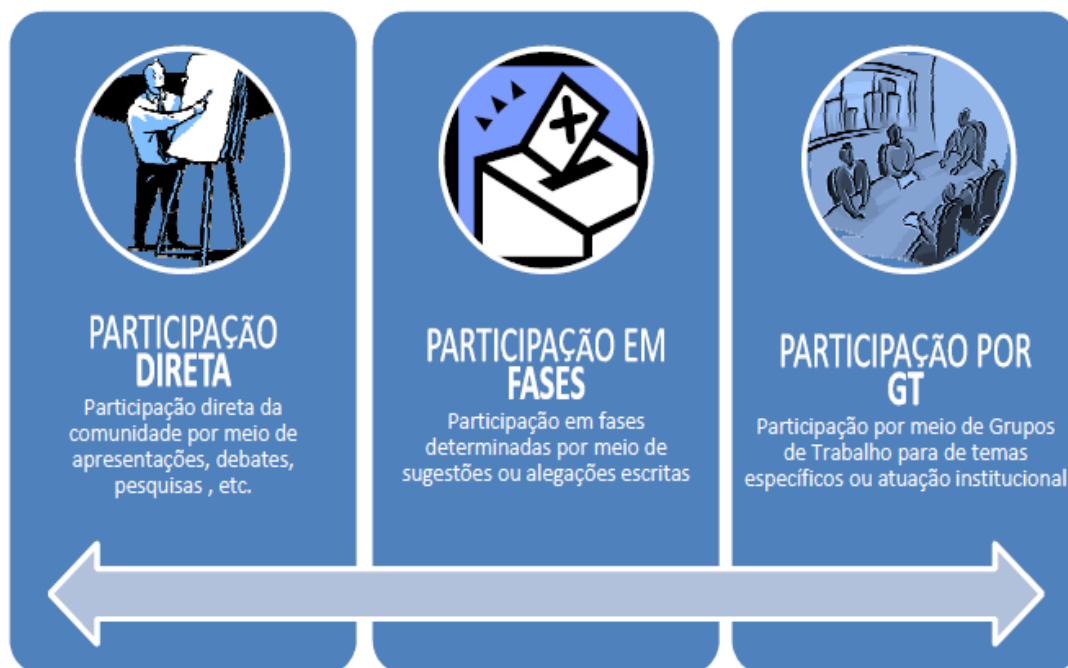 PARTICIPAÇÃO
DIRETA
Participação direta da
comunidade por meio de
apresentações, debates,
pesquisas , etc.
PARTICIPAÇÃO EM
FASES
Participação em fases
determinadas por meio de
sugestões ou alegações escritas
PARTICIPAÇÃO POR
GT
Participação por meio de Grupos
de Trabalho para de temas
específicos ou atuação institucional